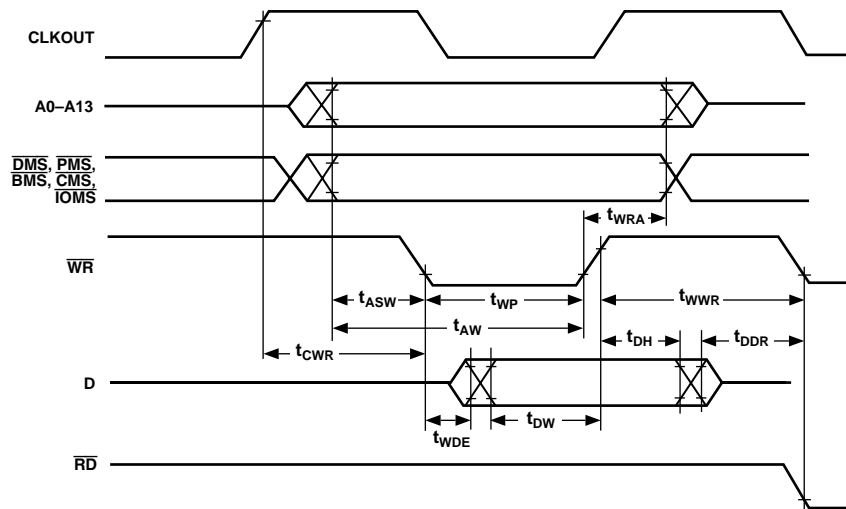 CLKOUT
A0–A13
DMS, PMS,
BMS, CMS,
IOMS
tWRA
WR
tASW
tWP
tWWR
tAW
tCWR
tDH
tDDR
D
tWDE
tDW
RD